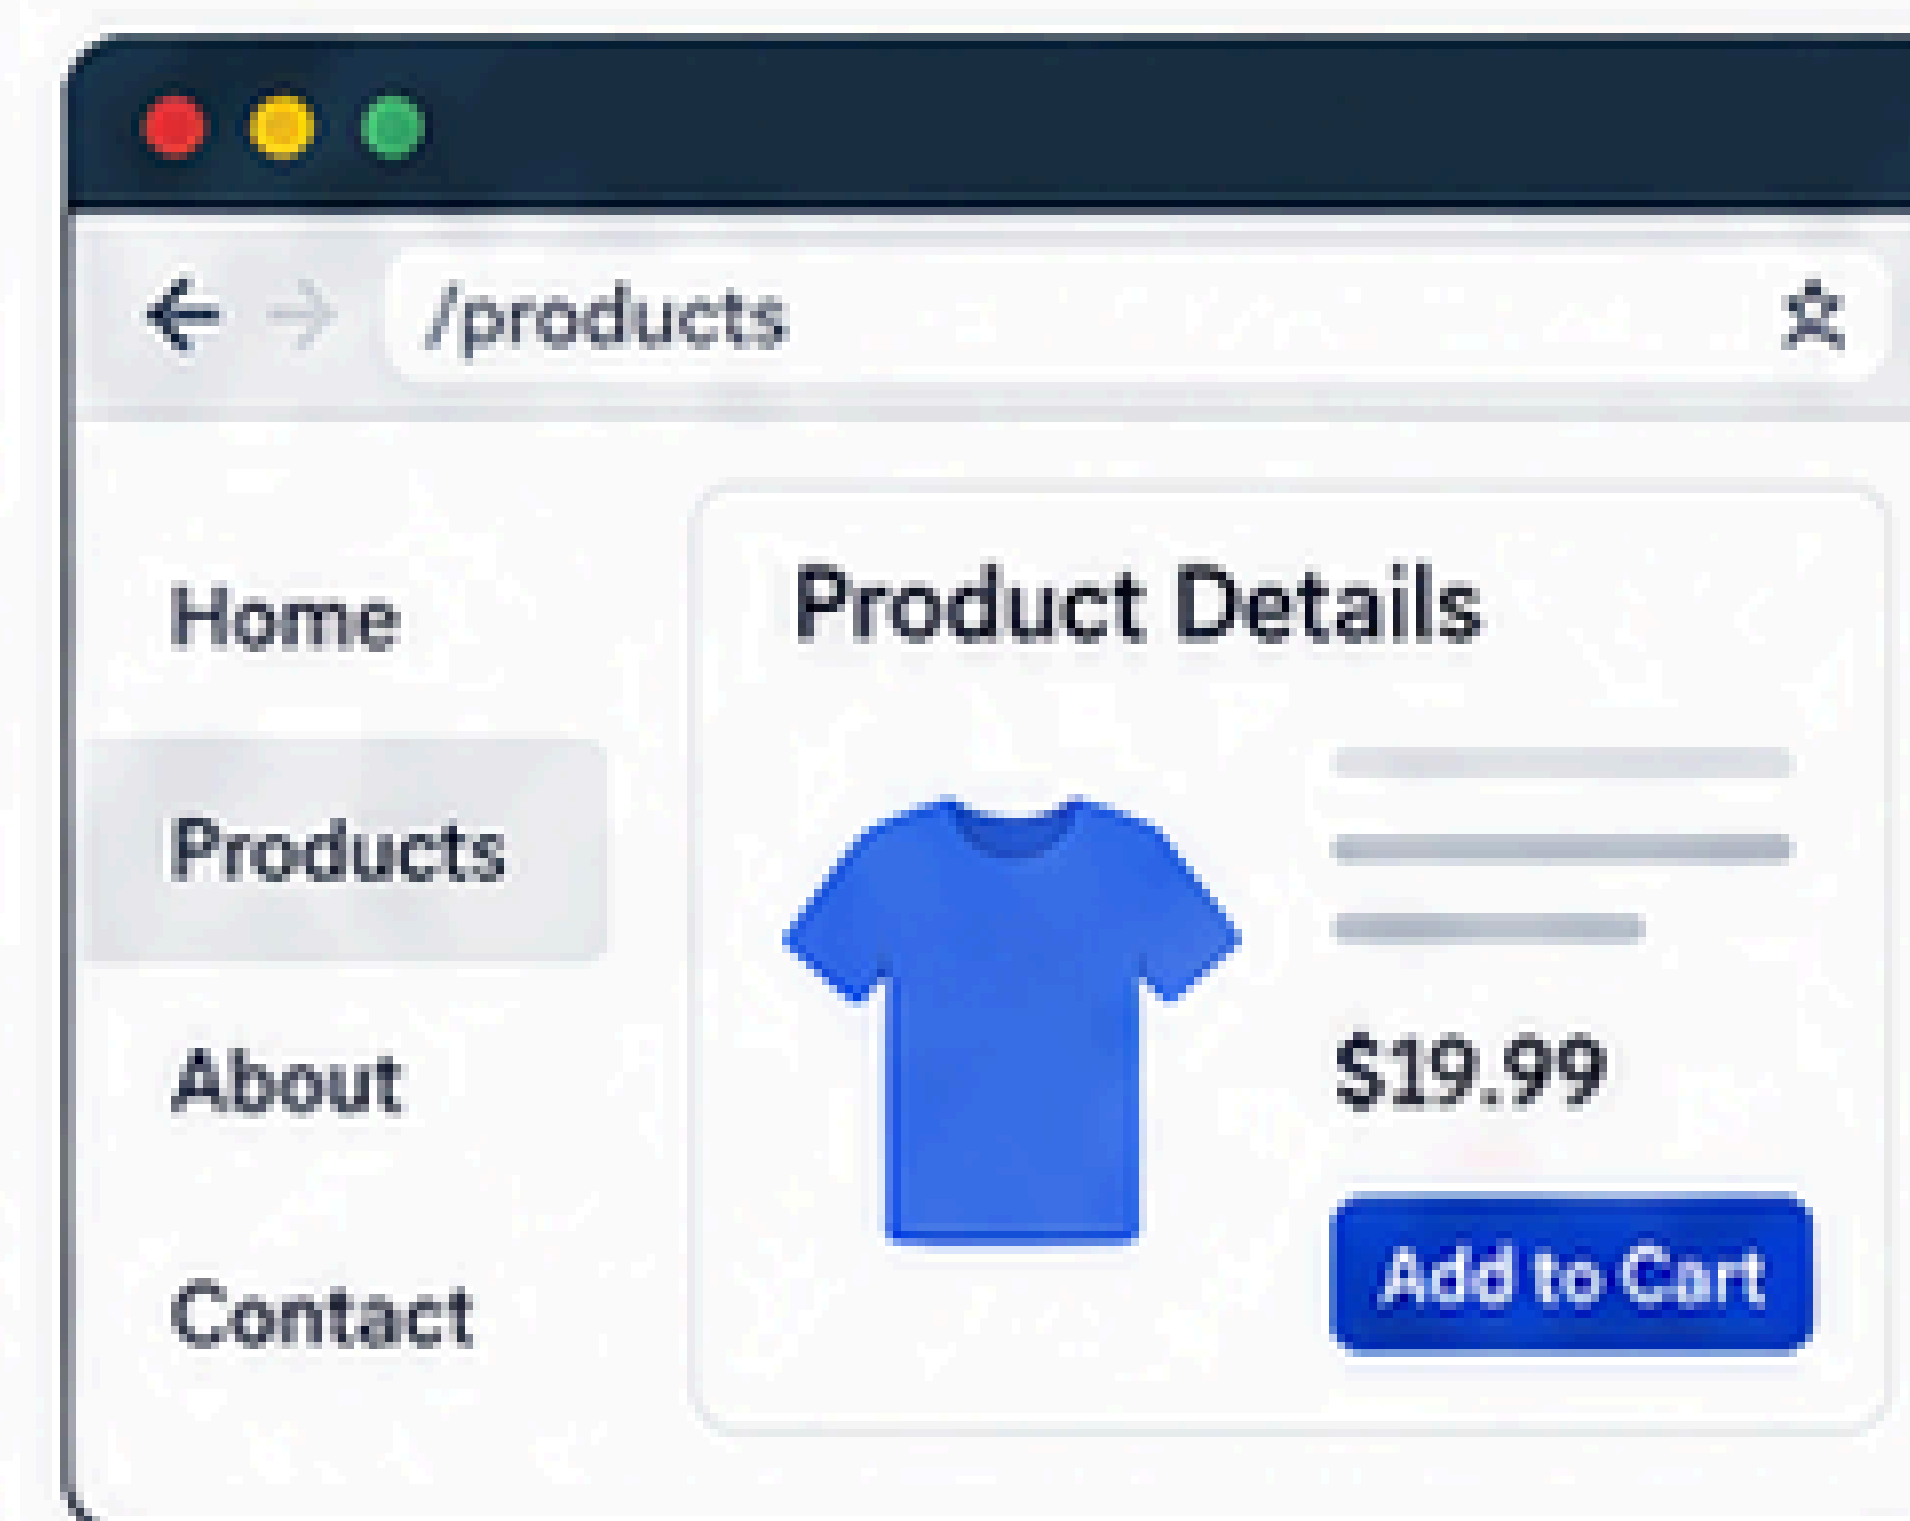 /products
Home
Products
About
Contact
Product Details
$19.99
Add to Cart